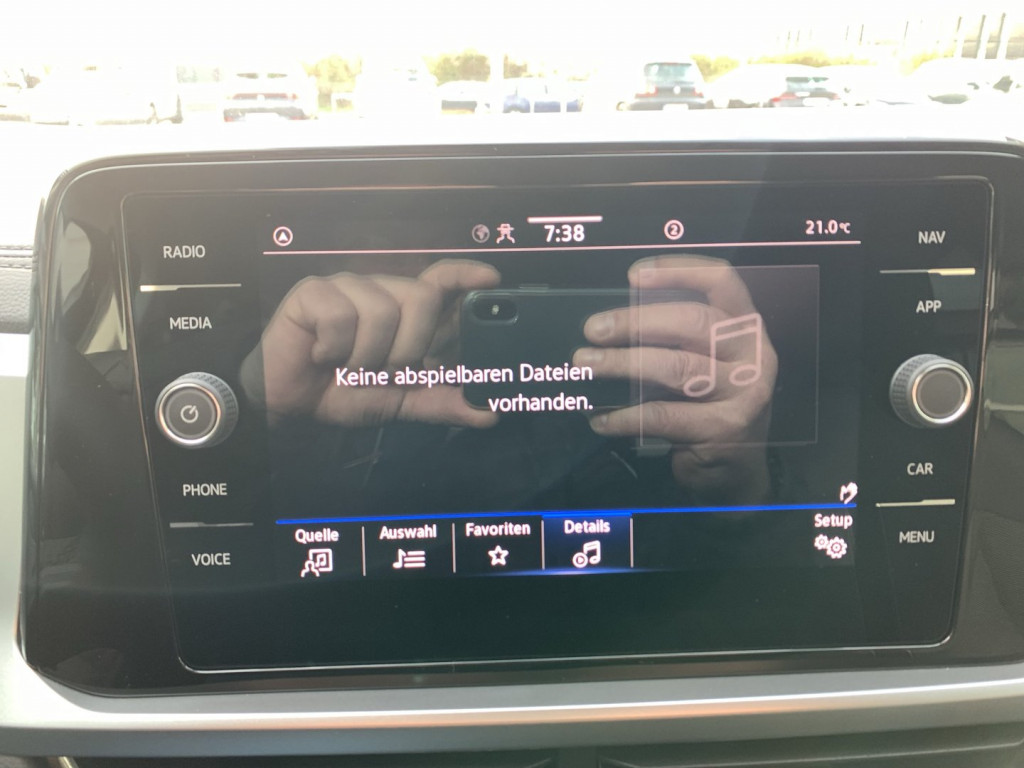 RADIO
MEDIA
PHONE
VOICE
7:38
2
21.0°C
Keine abspielbaren Dateien
vorhanden.
Quelle
Auswahl
Favoriten
Details
Setup
NAV
APP
CAR
MENU